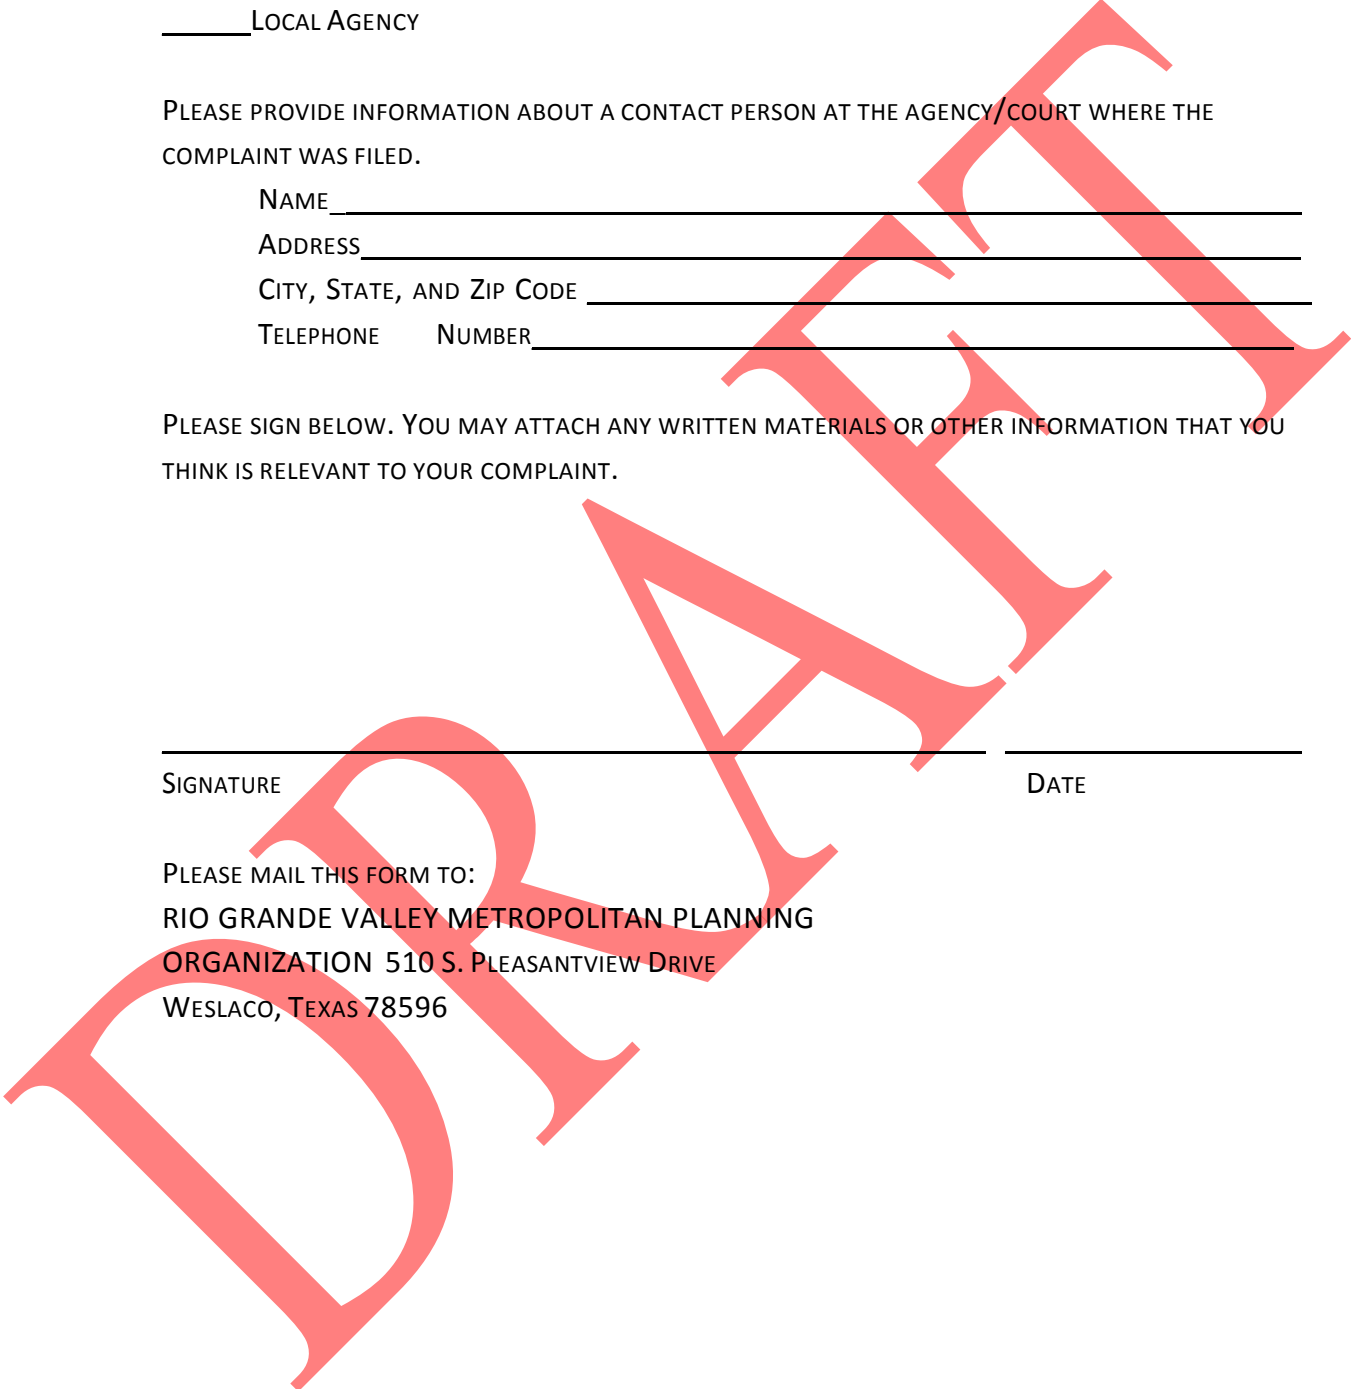 ______LOCAL AGENCY
PLEASE PROVIDE INFORMATION ABOUT A CONTACT PERSON AT THE AGENCY/COURT WHERE THE
COMPLAINT WAS FILED.
NAME_
ADDRESS
CITY, STATE, AND ZIP CODE
TELEPHONE NUMBER
PLEASE SIGN BELOW. YOU MAY ATTACH ANY WRITTEN MATERIALS OR OTHER INFORMATION THAT YOU
THINK IS RELEVANT TO YOUR COMPLAINT.
SIGNATURE DATE
PLEASE MAIL THIS FORM TO:
RIO GRANDE VALLEY METROPOLITAN PLANNING
ORGANIZATION 510 S. PLEASANTVIEW DRIVE
WESLACO, TEXAS 78596
DRAFT